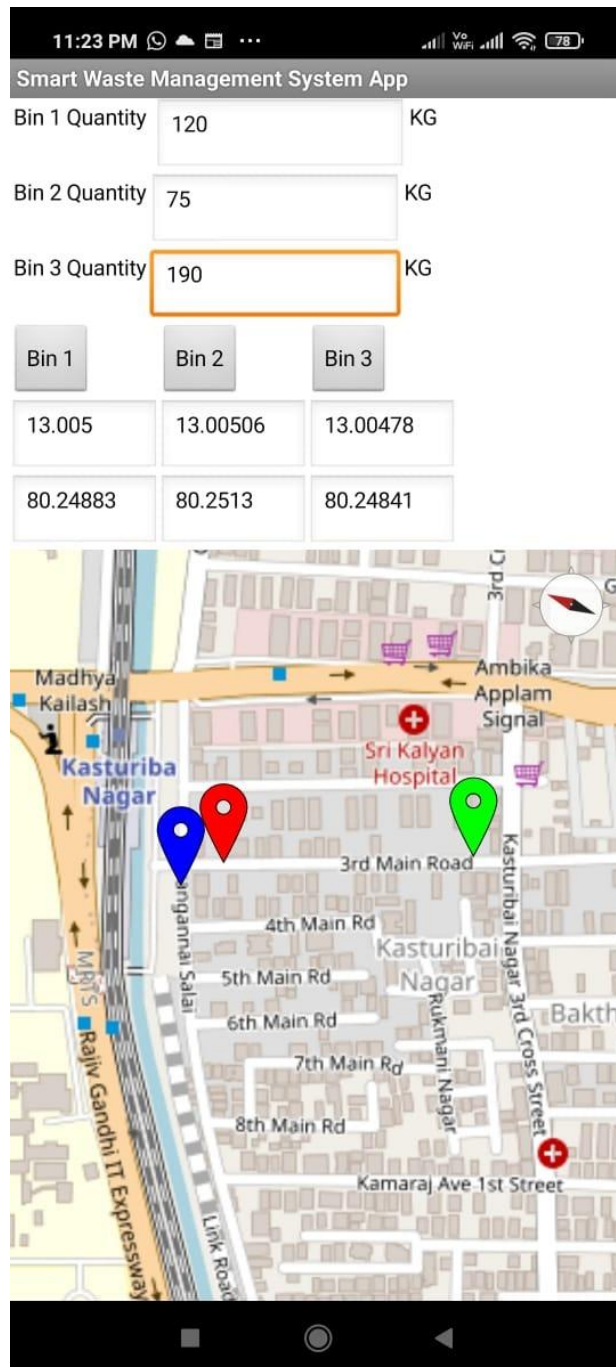 11:23 PM ... Vo WiFi 78
Smart Waste Management System App
Bin 1 Quantity 120 KG
Bin 2 Quantity 75 KG
Bin 3 Quantity 190 KG
Bin 1 Bin 2 Bin 3
13.005 13.00506 13.00478
80.24883 80.2513 80.24841
3rd C
G
Madhya
Kailash
Ambika
Applam
Signal
Sri Kalyan
Hospital
Kasturiba
Nagar
3rd Main Road
angannai Salai
4th Main Rd
Kasturibai
Nagar
Kasturibai Nagar 3rd Cross Street
MRTS
5th Main Rd
Rukmani Nagar
6th Main Rd
Bakth
7th Main Rd
Rajiv Gandhi IT Expressway
8th Main Rd
Kamaraj Ave 1st Street
Link Road